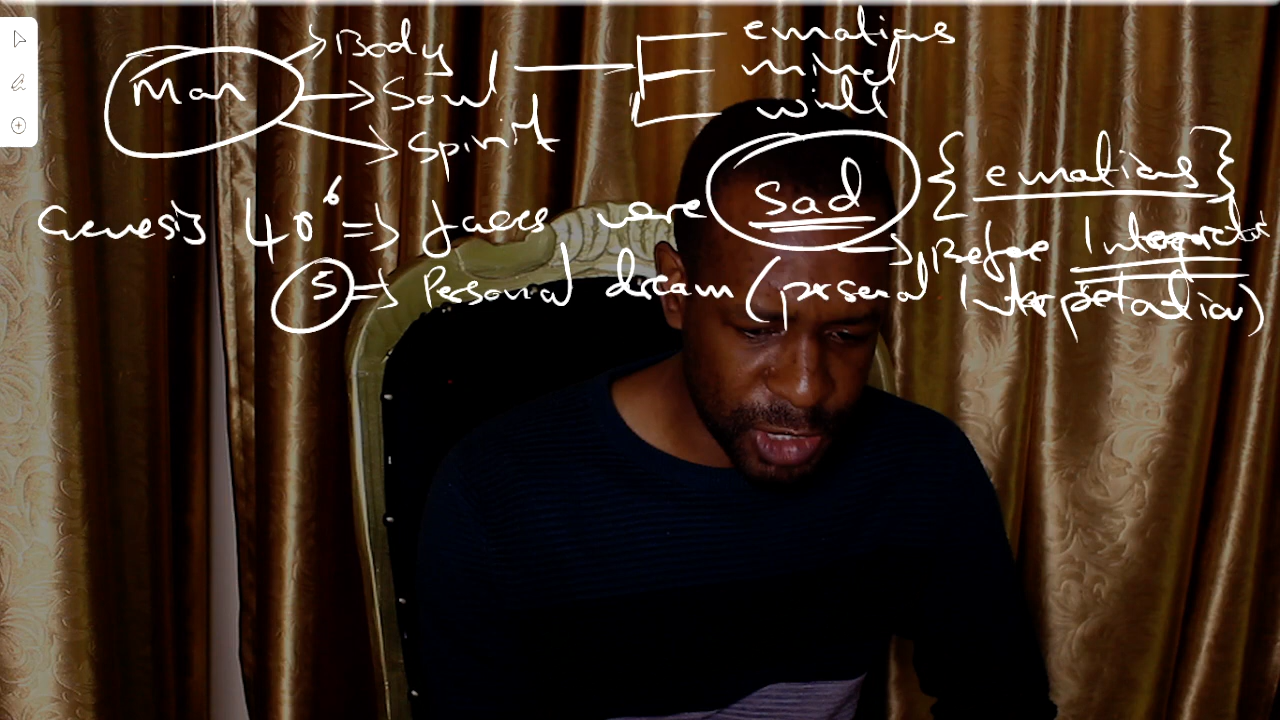 Man
Body
Soul
Spirit
emotions
mind
will
Genesis 40 6 => faces were sad { emotions }
→ Before Interpretation
5 => Personal dream (personal Interpretation)